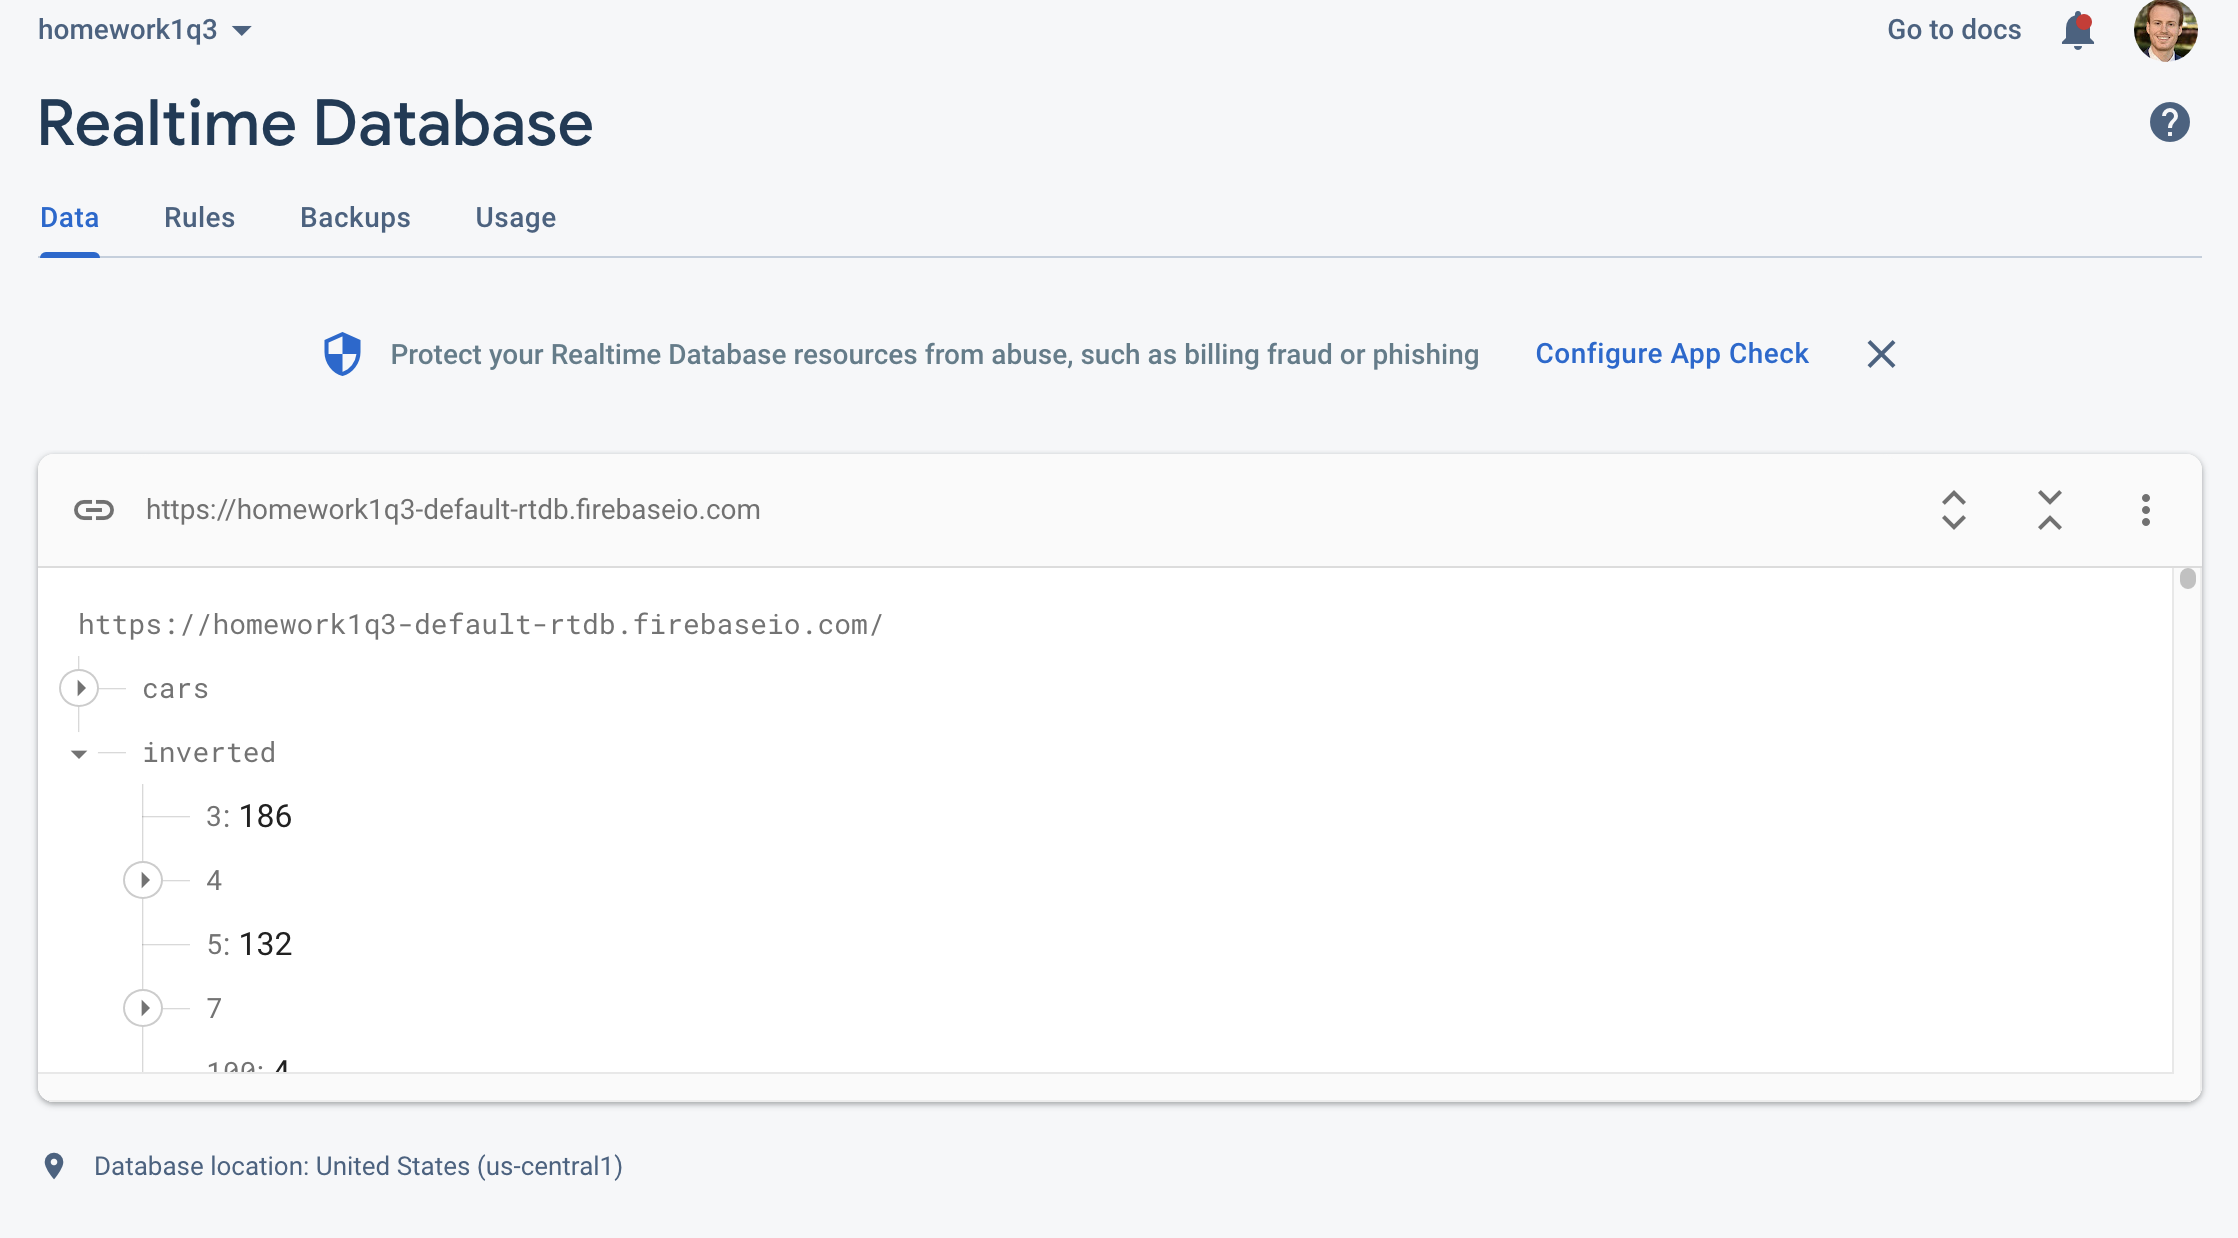 homework1q3
Go to docs
Realtime Database
?
Data Rules Backups Usage
Protect your Realtime Database resources from abuse, such as billing fraud or phishing Configure App Check
https://homework1q3-default-rtdb.firebaseio.com
https://homework1q3-default-rtdb.firebaseio.com/
cars
inverted
3: 186
4
5: 132
7
100: 4
Database location: United States (us-central1)